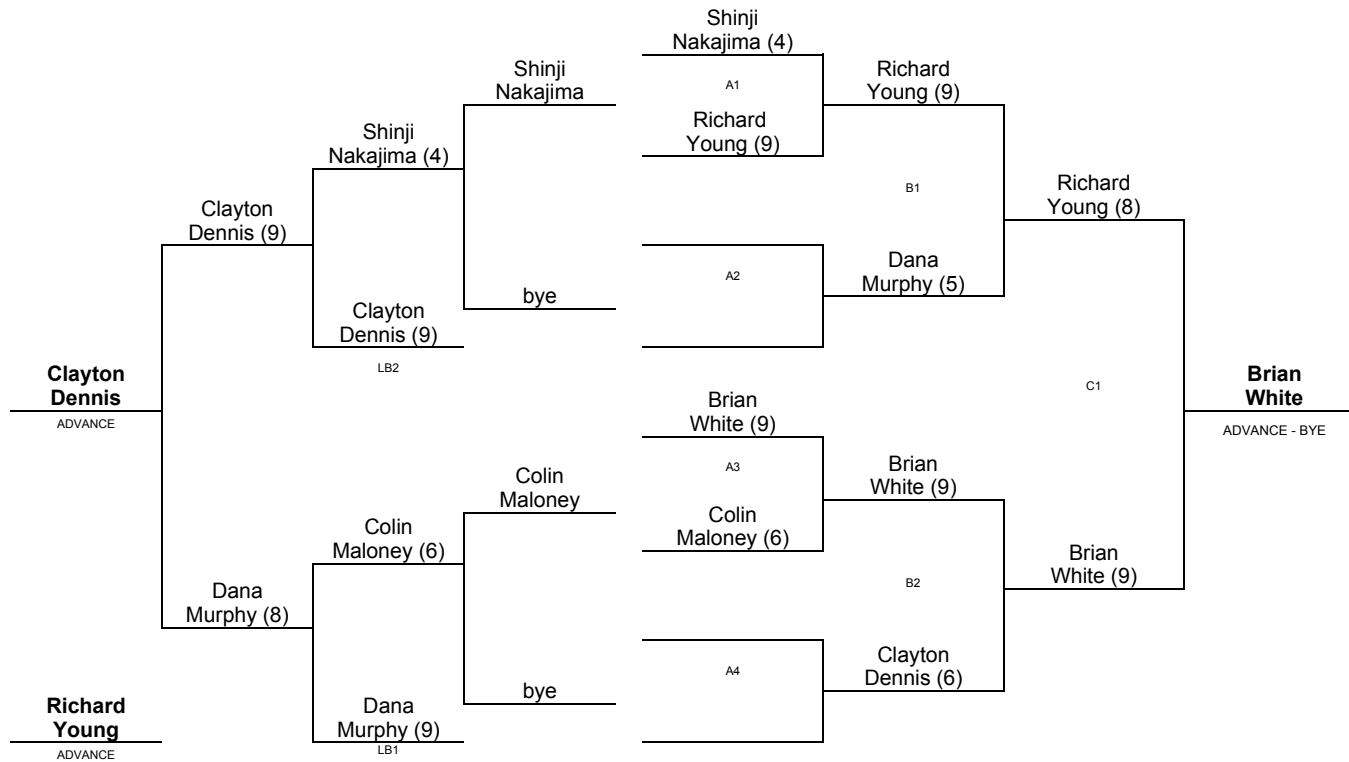 Shinji
Nakajima (4)
A1
Richard
Young (9)
Shinji
Nakajima
Richard
Young (9)
Shinji
Nakajima (4)
B1
Richard
Young (8)
Clayton
Dennis (9)
A2
Dana
Murphy (5)
bye
Clayton
Dennis (9)
LB2
Clayton
Dennis
ADVANCE
C1
Brian
White
ADVANCE - BYE
Brian
White (9)
A3
Colin
Maloney (6)
Colin
Maloney
Brian
White (9)
Colin
Maloney (6)
Brian
White (9)
B2
Dana
Murphy (8)
A4
Clayton
Dennis (6)
bye
Dana
Murphy (9)
LB1
Richard
Young
ADVANCE